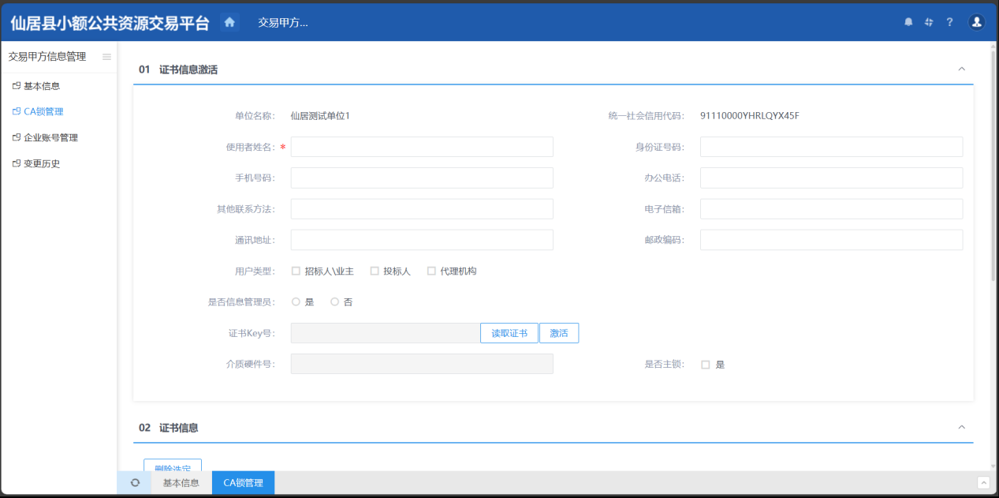 仙居县小额公共资源交易平台 交易甲方...
交易甲方信息管理
基本信息
CA锁管理
企业账号管理
变更历史
01 证书信息激活
单位名称： 仙居测试单位1 统一社会信用代码： 91110000YHRLQYX45F
使用者姓名：* 身份证号码：
手机号码： 办公电话：
其他联系方法： 电子信箱：
通讯地址： 邮政编码：
用户类型： 招标人\业主 投标人 代理机构
是否信息管理员： 是 否
证书Key号： 读取证书 激活
介质硬件号： 是否主锁： 是
02 证书信息
删除选定
基本信息 CA锁管理